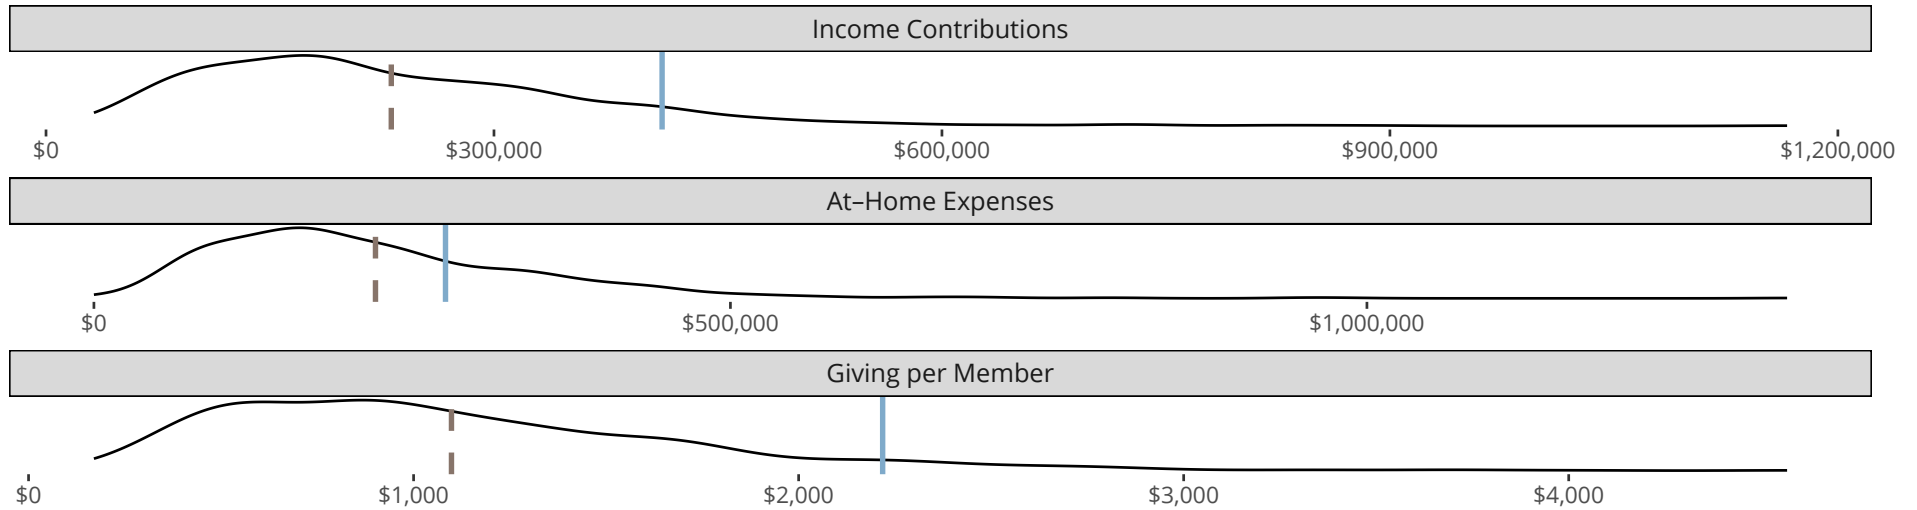 Income Contributions
$0 $300,000 $600,000 $900,000 $1,200,000
At–Home Expenses
$0 $500,000 $1,000,000
Giving per Member
$0 $1,000 $2,000 $3,000 $4,000